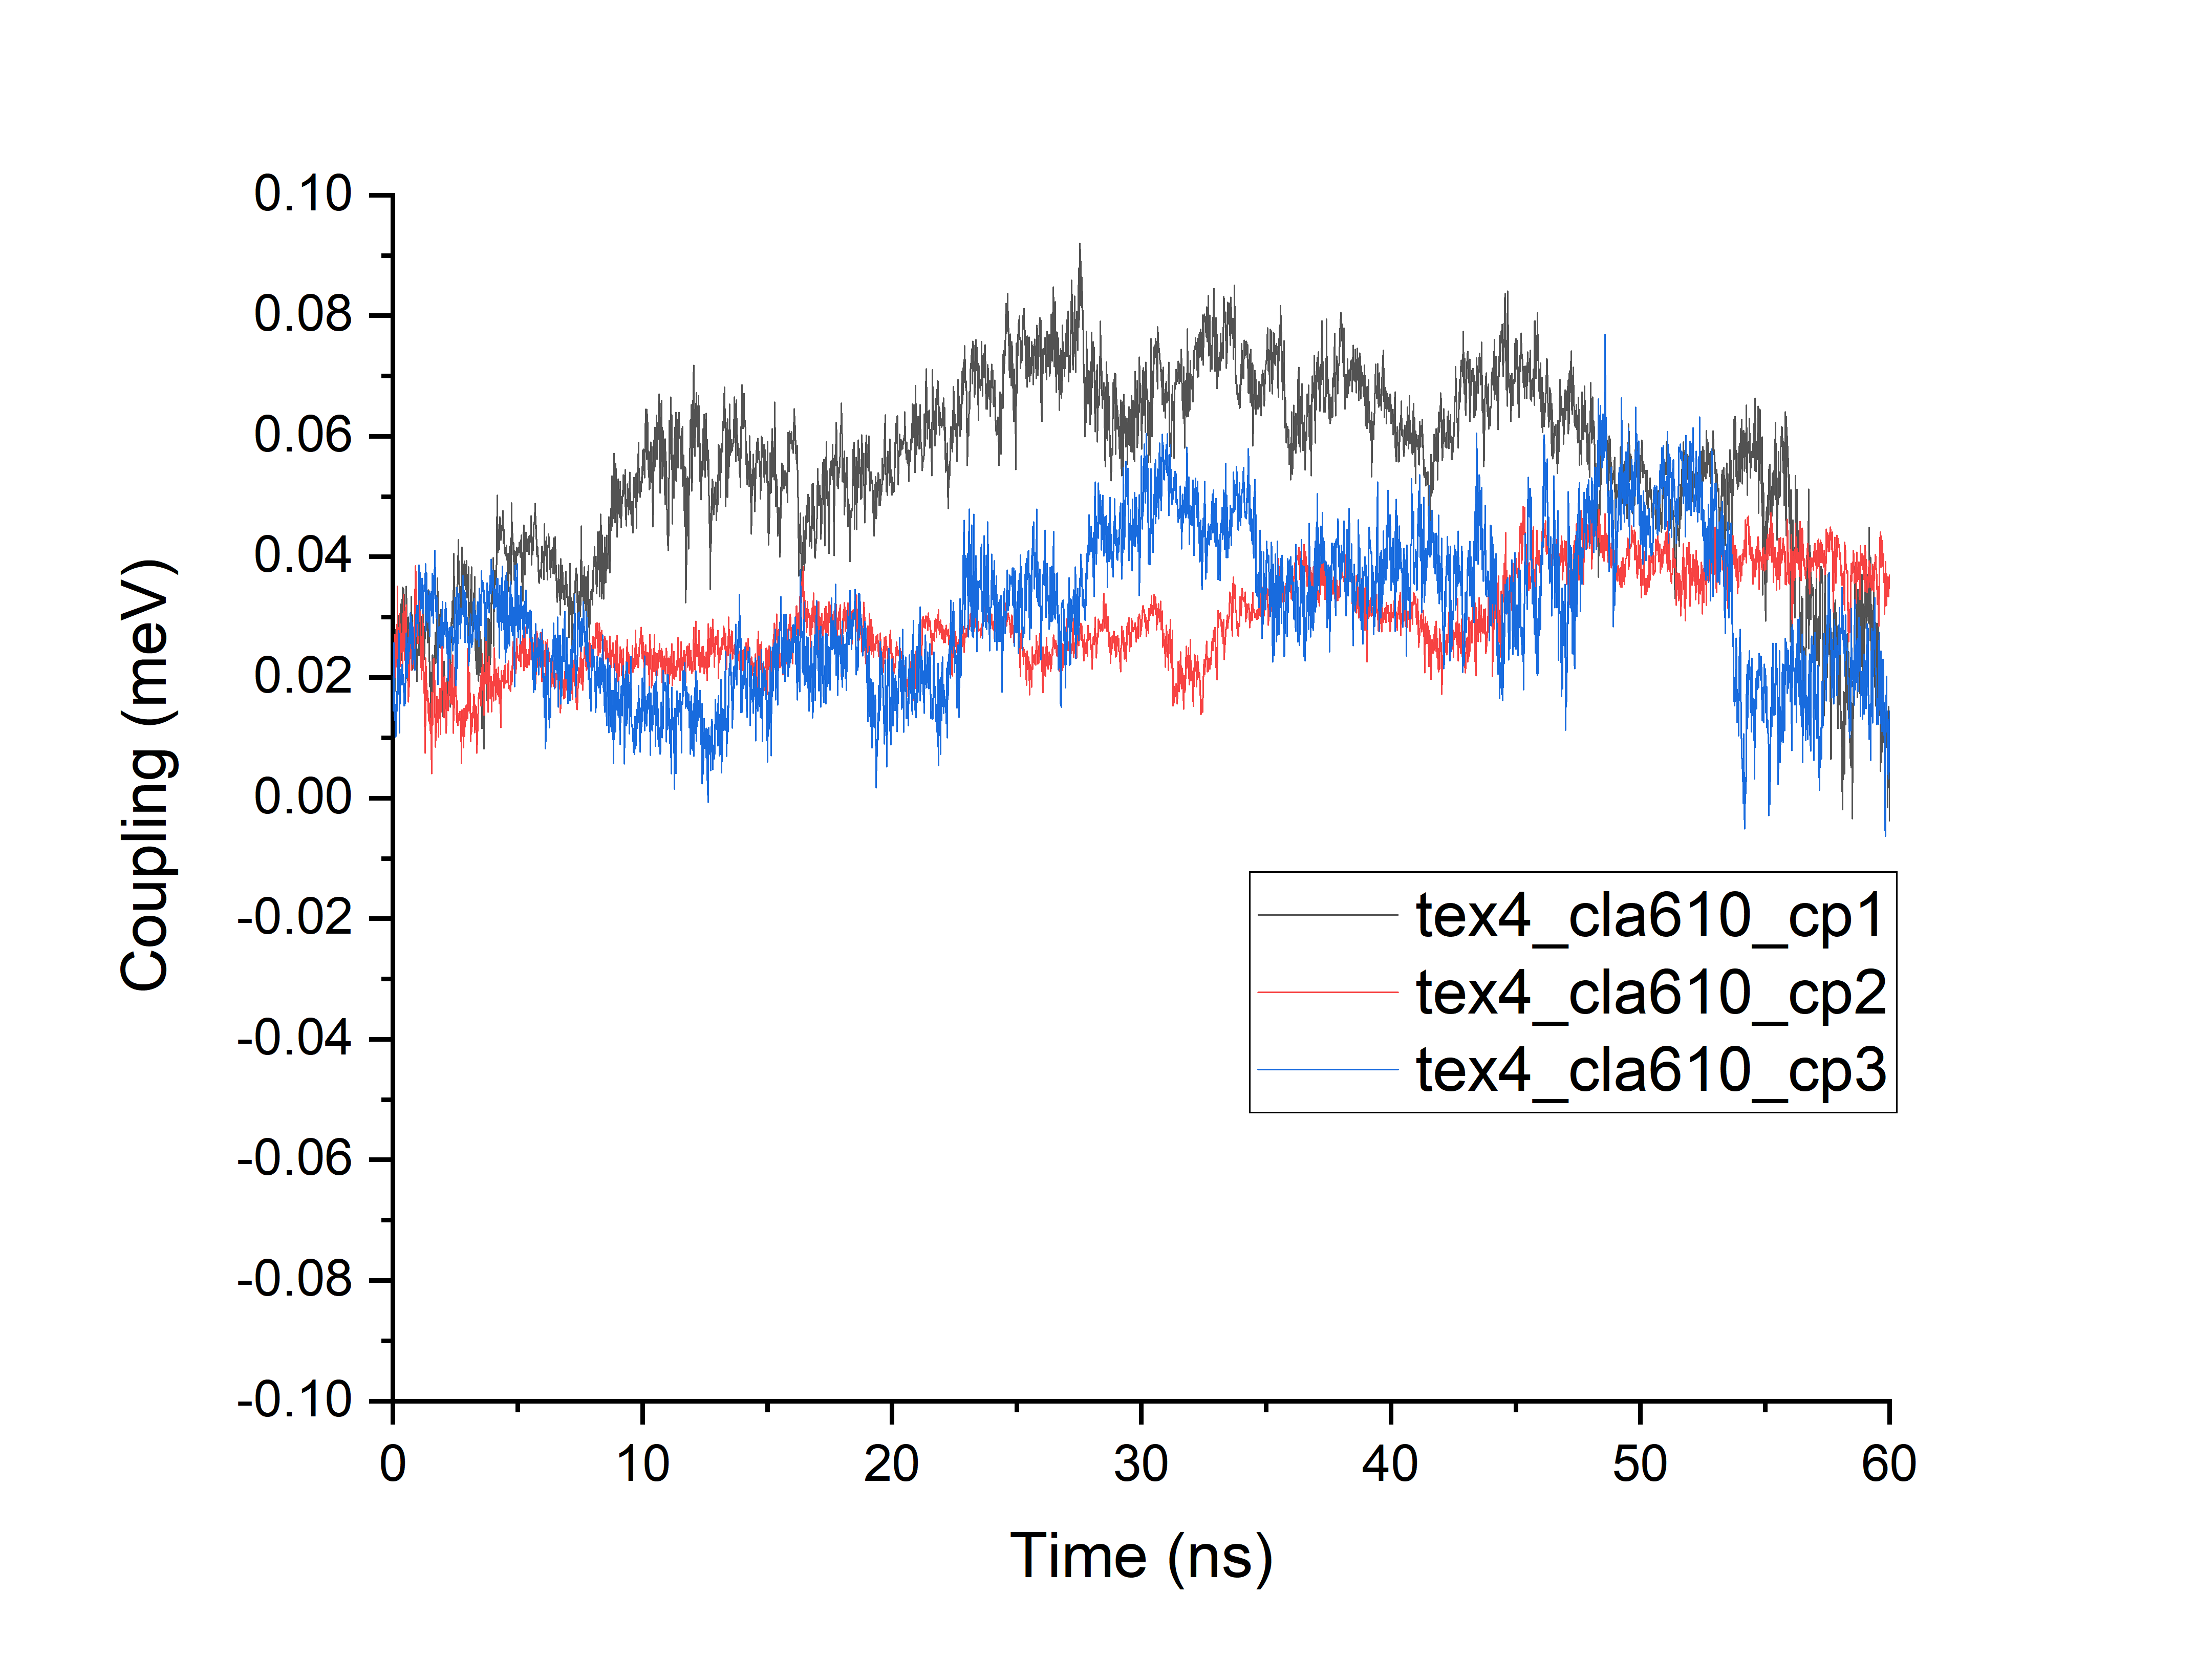 0.10
0.08
0.06
0.04
0.02
0.00
-0.02
-0.04
-0.06
-0.08
-0.10
Coupling (meV)
tex4_cla610_cp1
tex4_cla610_cp2
tex4_cla610_cp3
0 10 20 30 40 50 60
Time (ns)